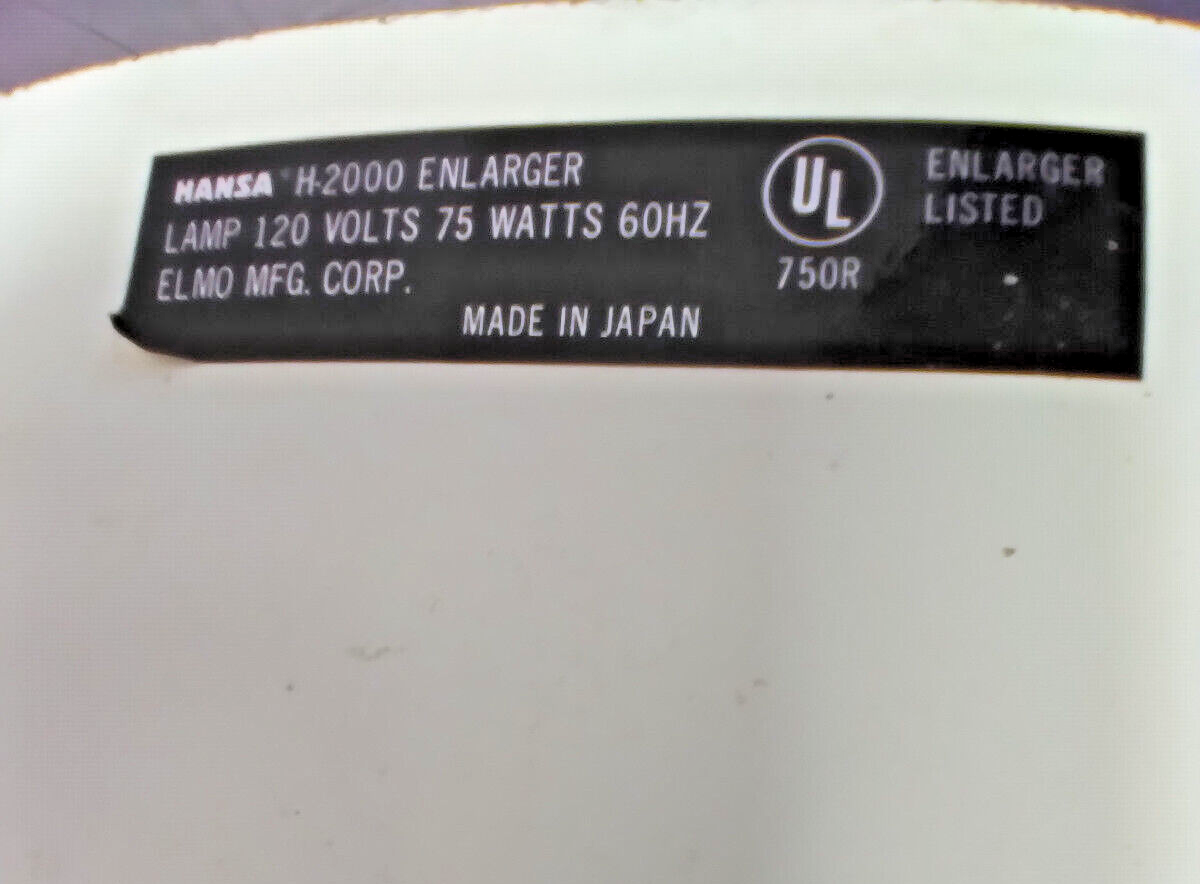 HANSA® H-2000 ENLARGER
LAMP 120 VOLTS 75 WATTS 60HZ
ELMO MFG. CORP.
MADE IN JAPAN
UL
750R
ENLARGER
LISTED